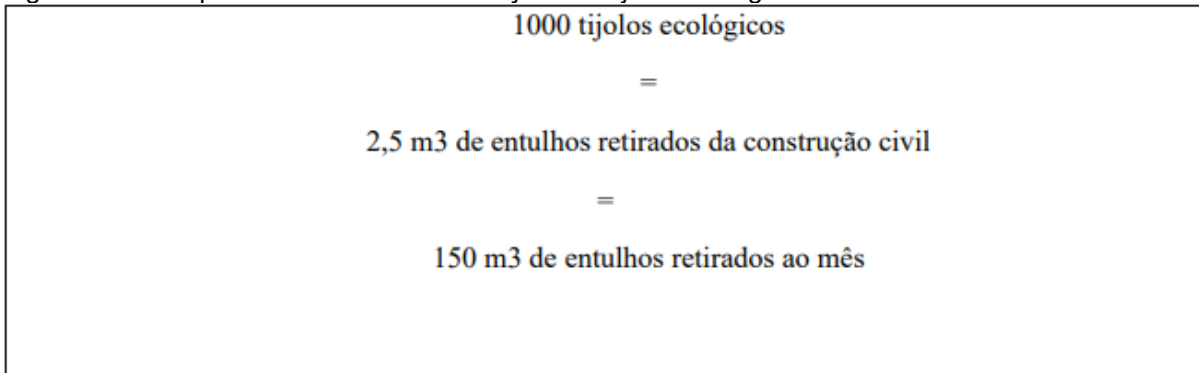 1000 tijolos ecológicos
=
2,5 m3 de entulhos retirados da construção civil
=
150 m3 de entulhos retirados ao mês